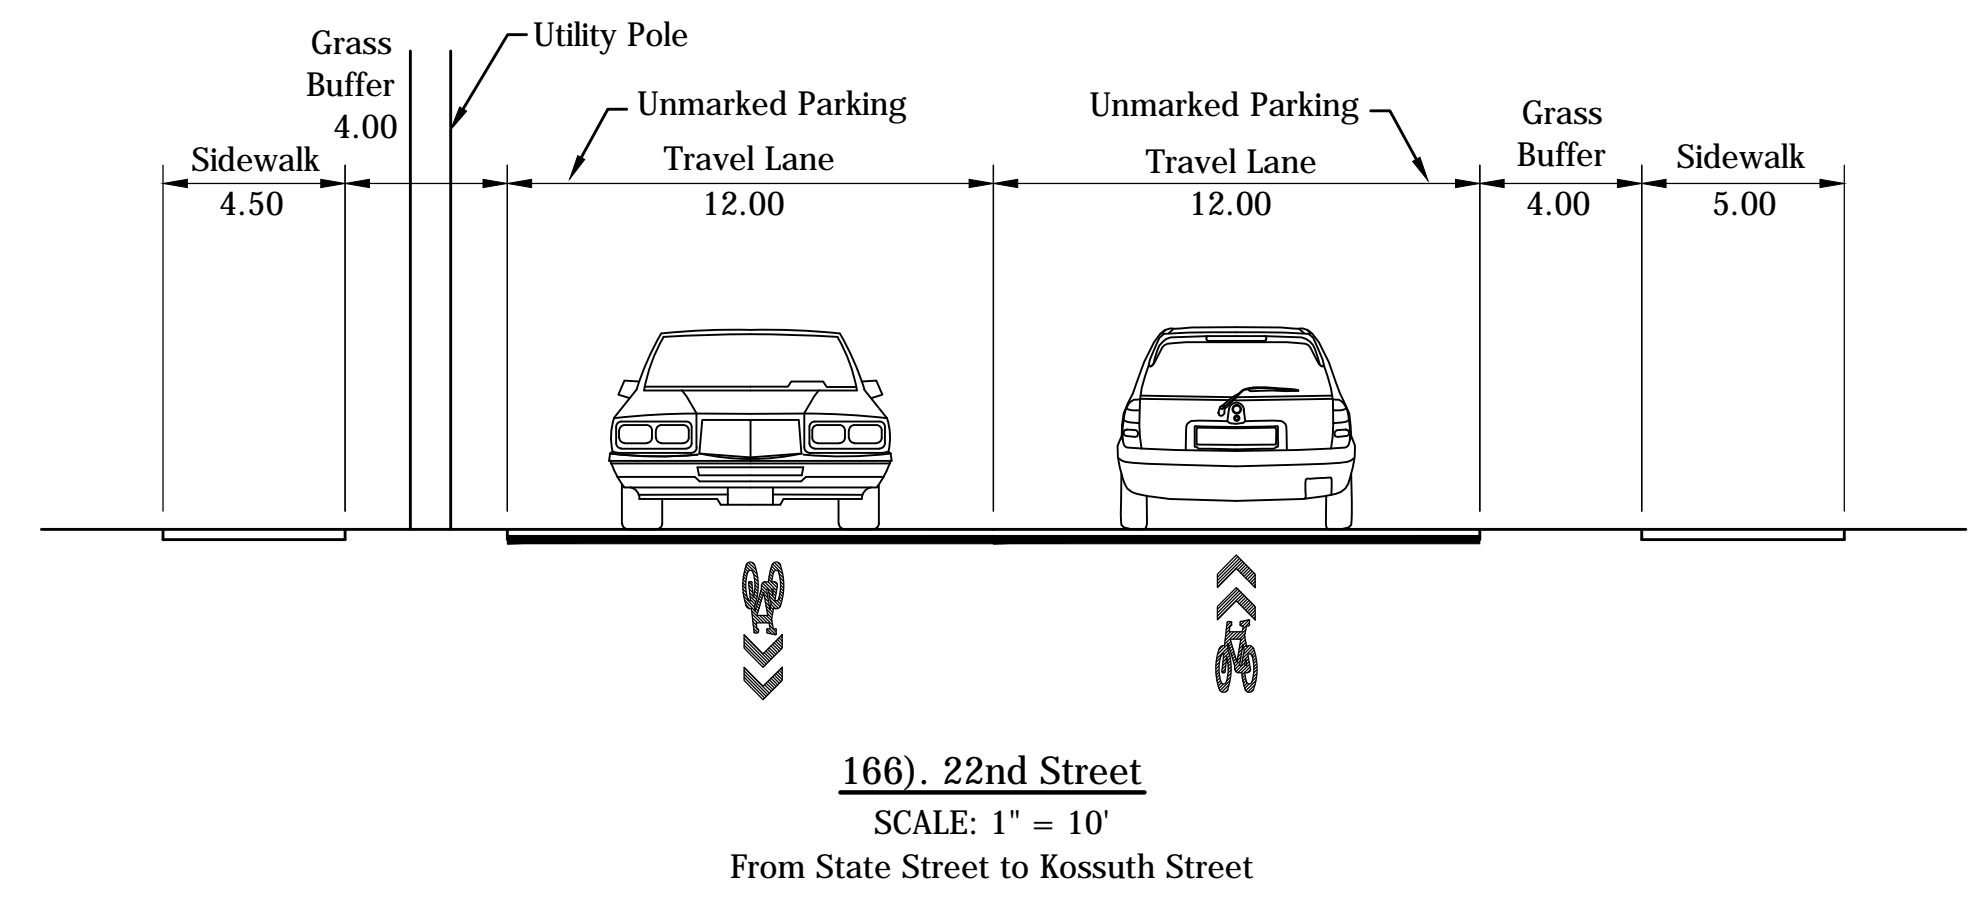 Utility Pole
Grass
Buffer
4.00
Unmarked Parking
Unmarked Parking
Grass
Buffer
4.00
Sidewalk
4.50
Travel Lane
12.00
Travel Lane
12.00
Sidewalk
5.00
166). 22nd Street
SCALE: 1" = 10'
From State Street to Kossuth Street